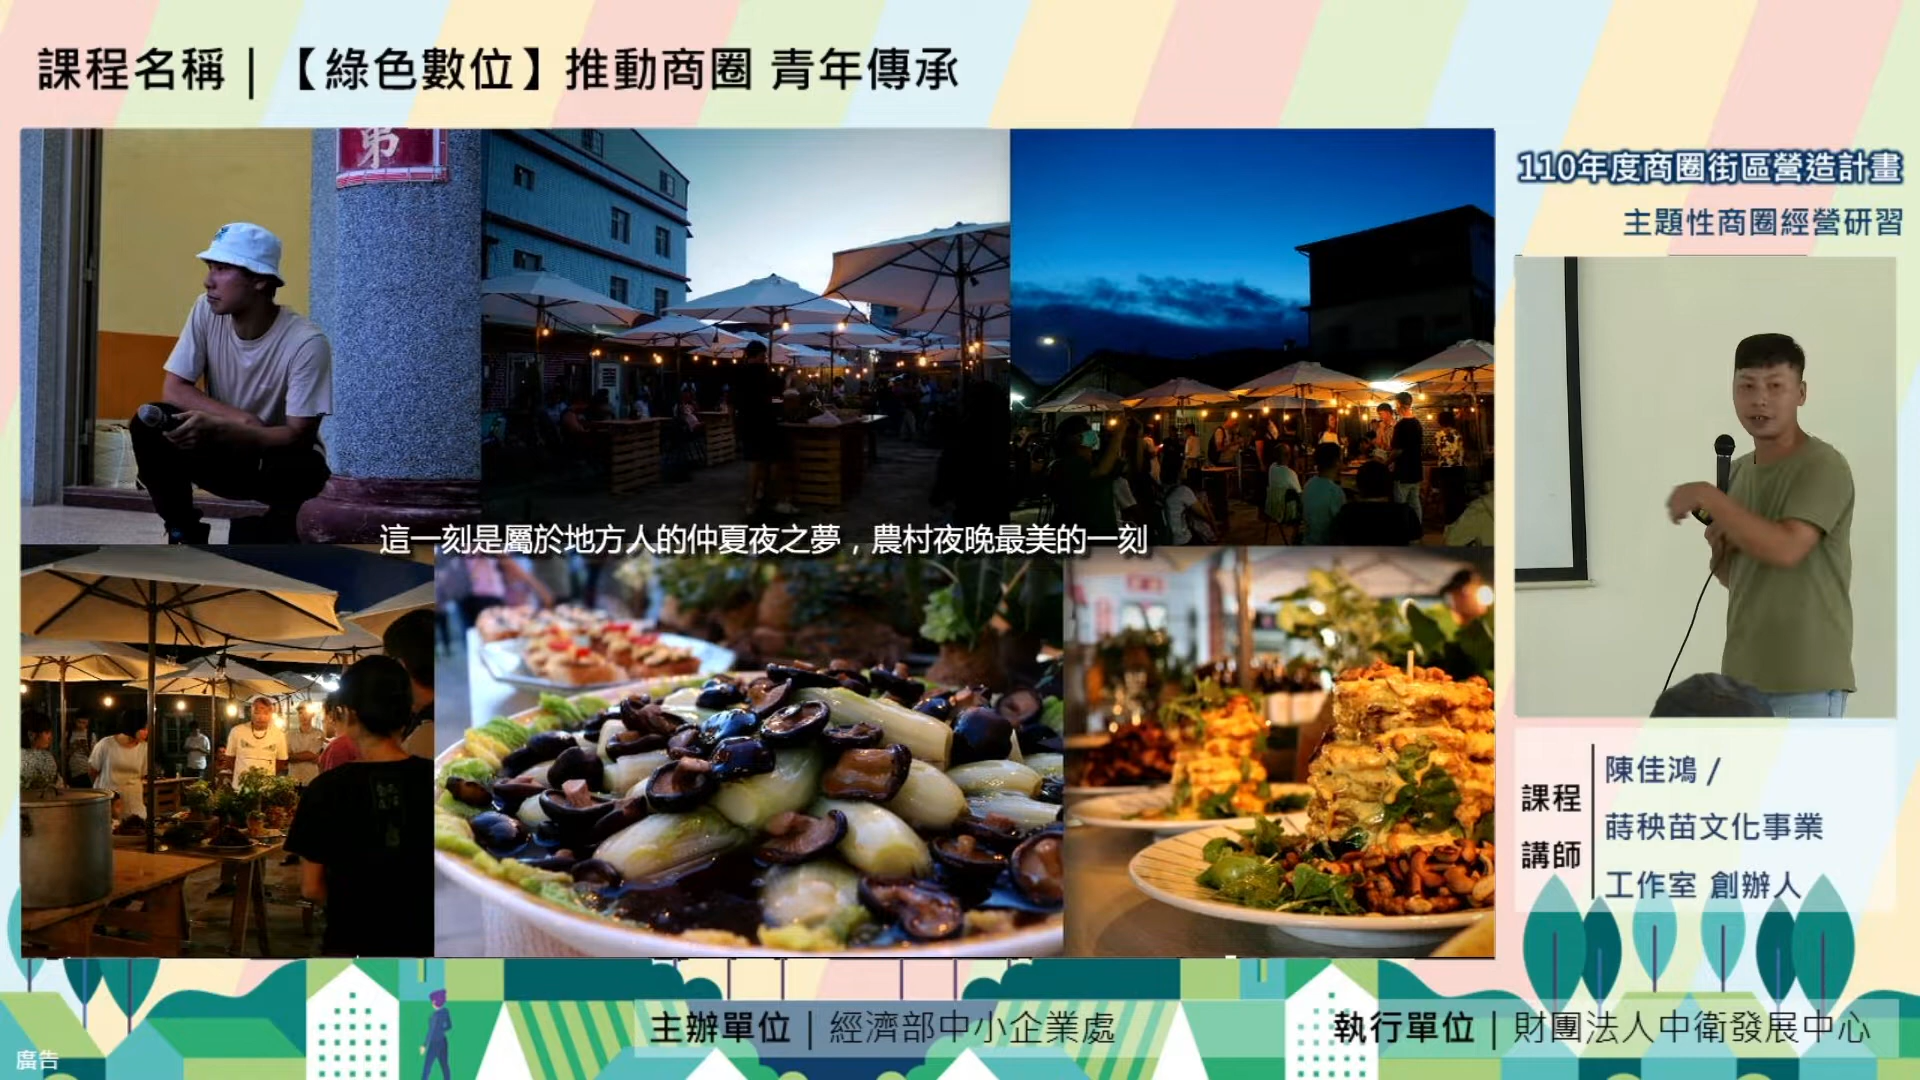 課程名稱｜【綠色數位】推動商圈 青年傳承
110年度商圈街區營造計畫
主題性商圈經營研習
弟
這一刻是屬於地方人的仲夏夜之夢，農村夜晚最美的一刻
課程
講師
陳佳鴻 /
蒔秧苗文化事業
工作室 創辦人
主辦單位｜經濟部中小企業處
執行單位｜財團法人中衛發展中心
廣告